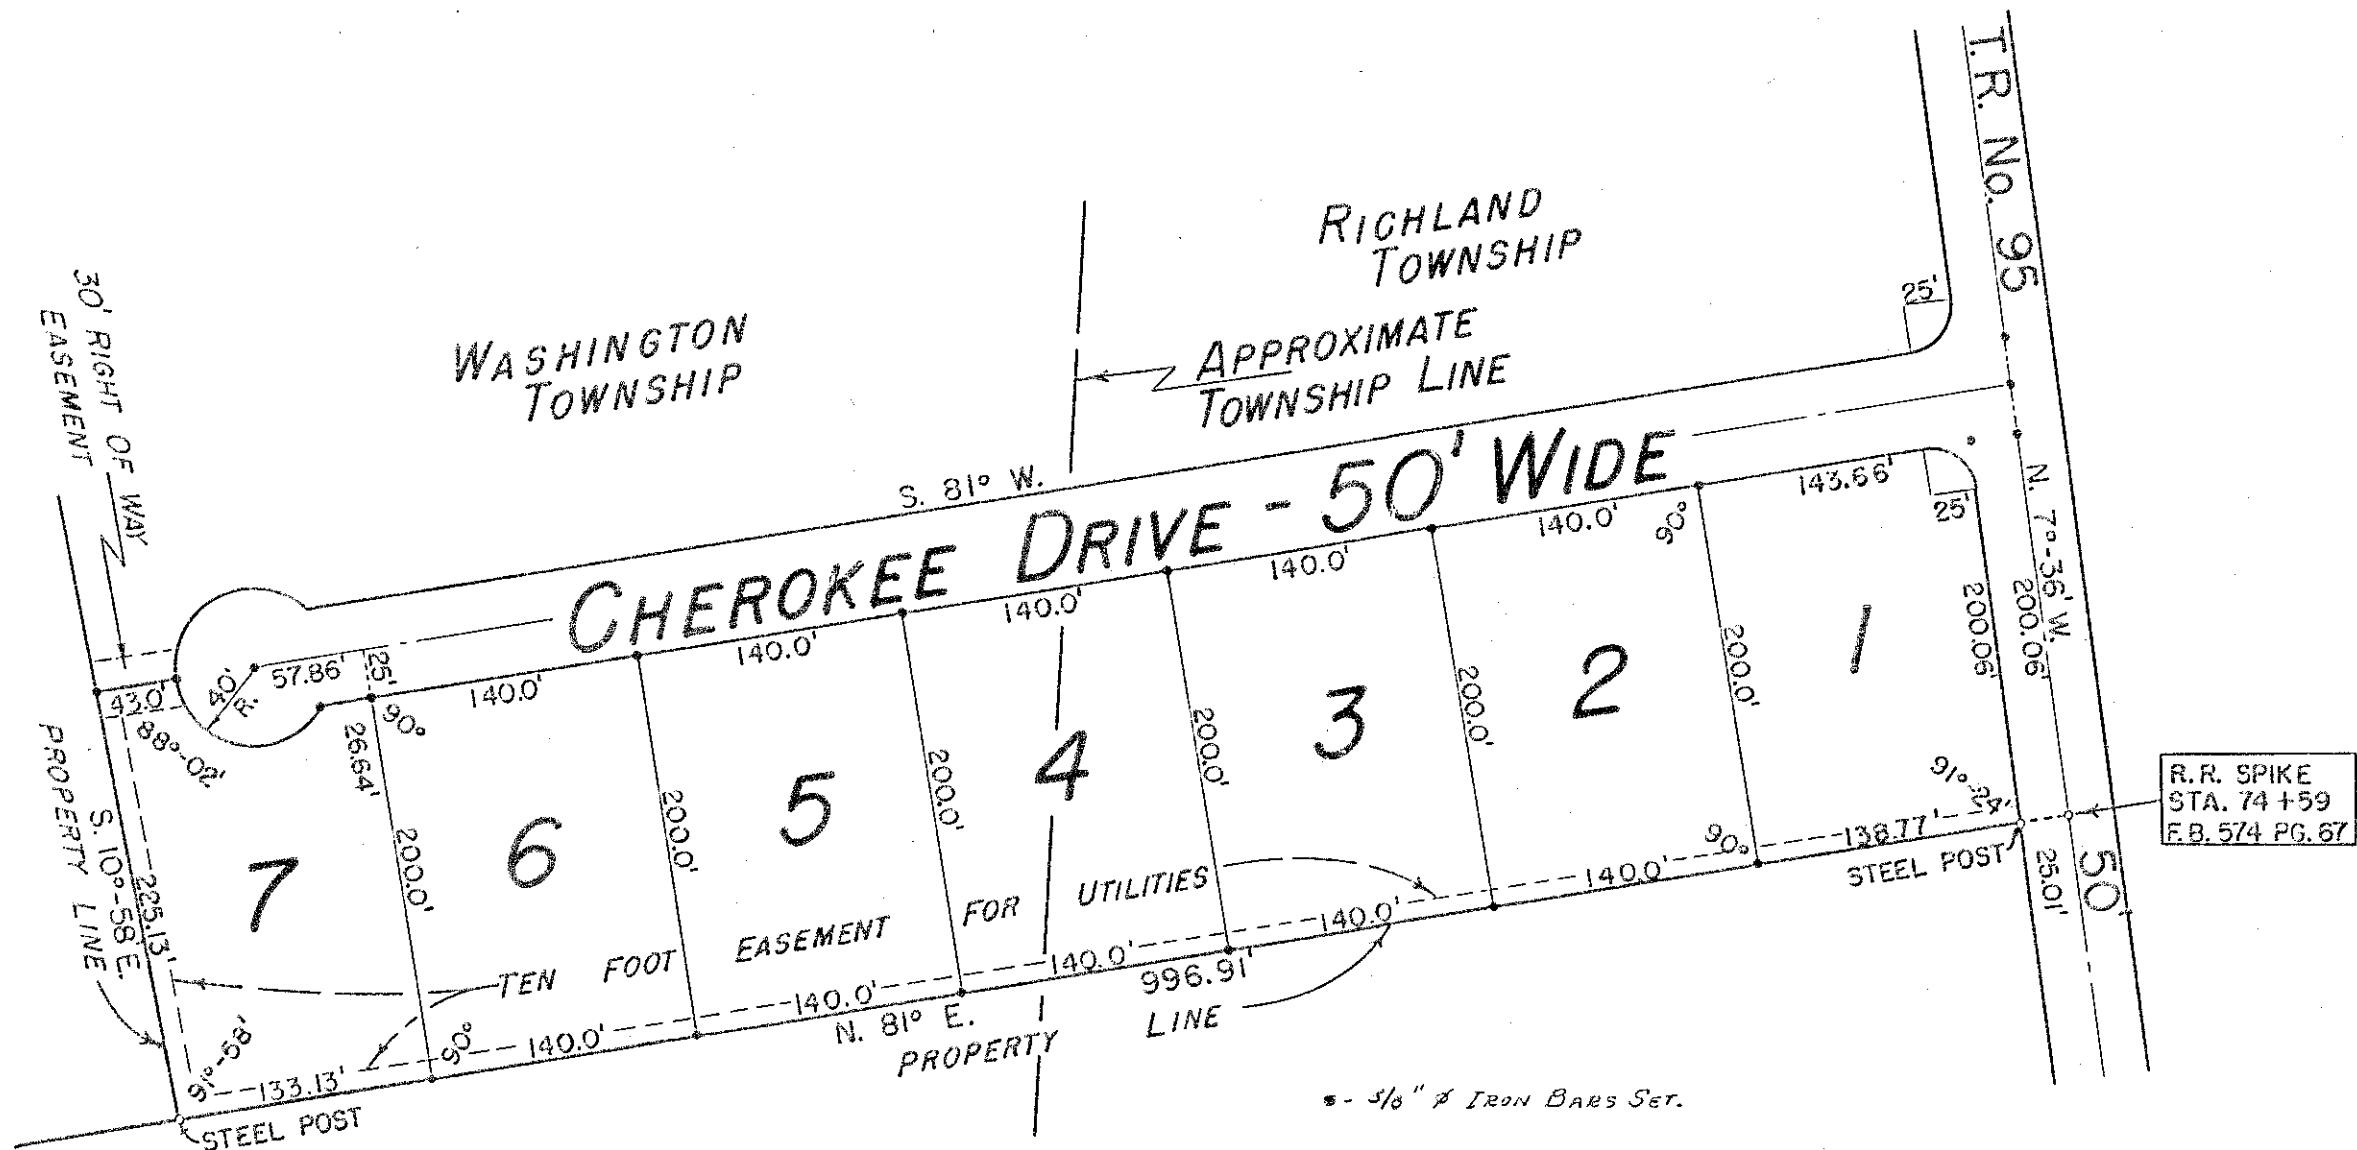 T.R. No. 95
RICHLAND
TOWNSHIP
APPROXIMATE
TOWNSHIP LINE
WASHINGTON
TOWNSHIP
30' RIGHT OF WAY
EASEMENT
25'
S. 81° W.
CHEROKEE DRIVE - 50' WIDE
143.66'
25'
140.0'
90°
140.0'
140.0'
140.0'
140.0'
57.86'
25'
40'
R.
43.0'
88°-02'
26.64'
90°
N. 7°-36' W.
200.06'
200.06'
200.0'
200.0'
200.0'
200.0'
200.0'
200.0'
1
2
3
4
5
6
7
PROPERTY LINE
S. 10°-58' E.
225.13'
91°-24'
R.R. SPIKE
STA. 74+59
F.B. 574 PG. 67
90°
138.77'
STEEL POST
25.01'
50'
TEN FOOT EASEMENT FOR UTILITIES
140.0'
140.0'
140.0'
140.0'
140.0'
996.91'
N. 81° E.
PROPERTY LINE
90°
133.13'
91°-58'
STEEL POST
- 5/8" ø IRON BARS SET.